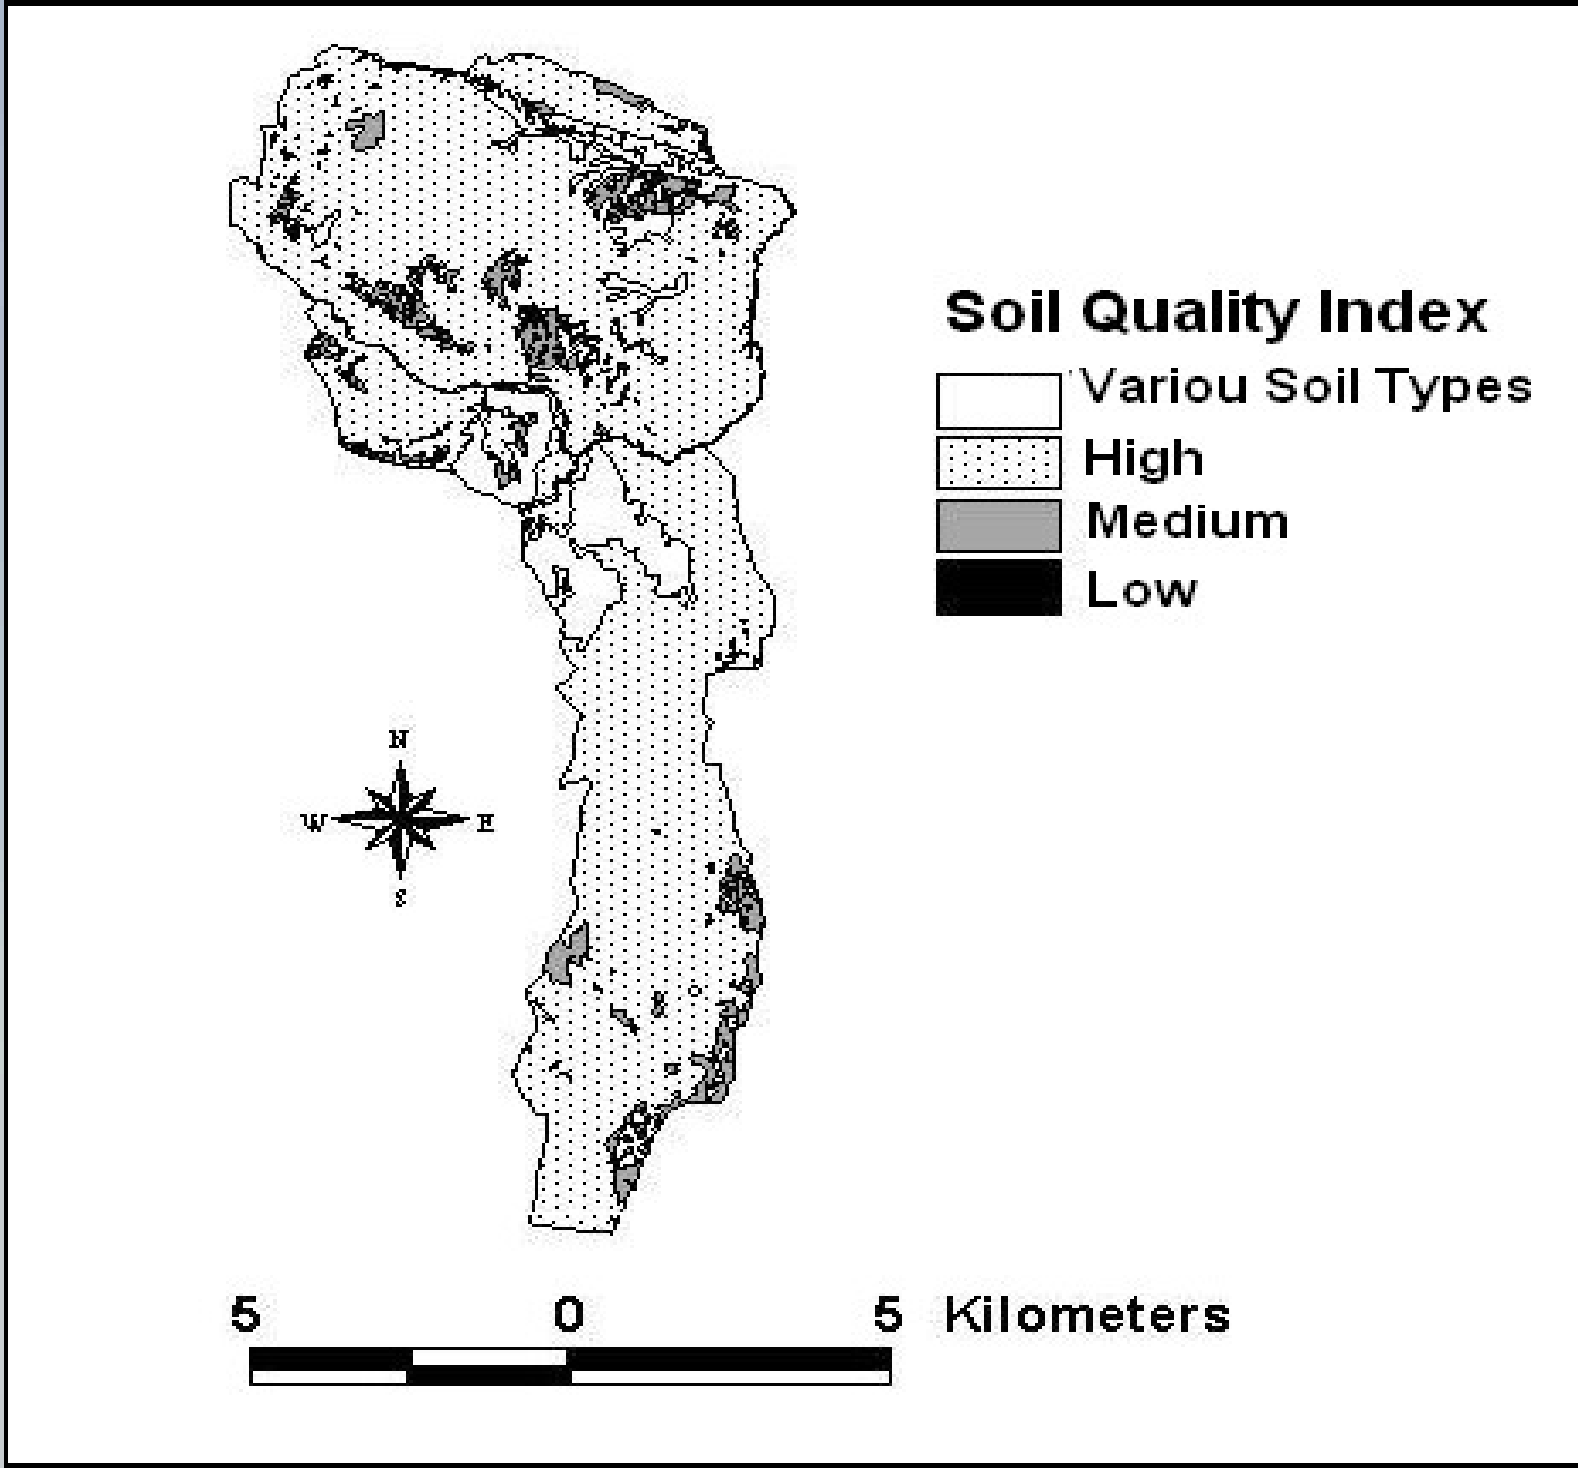 Soil Quality Index
Variou Soil Types
High
Medium
Low
N
W E
S
5 0 5 Kilometers